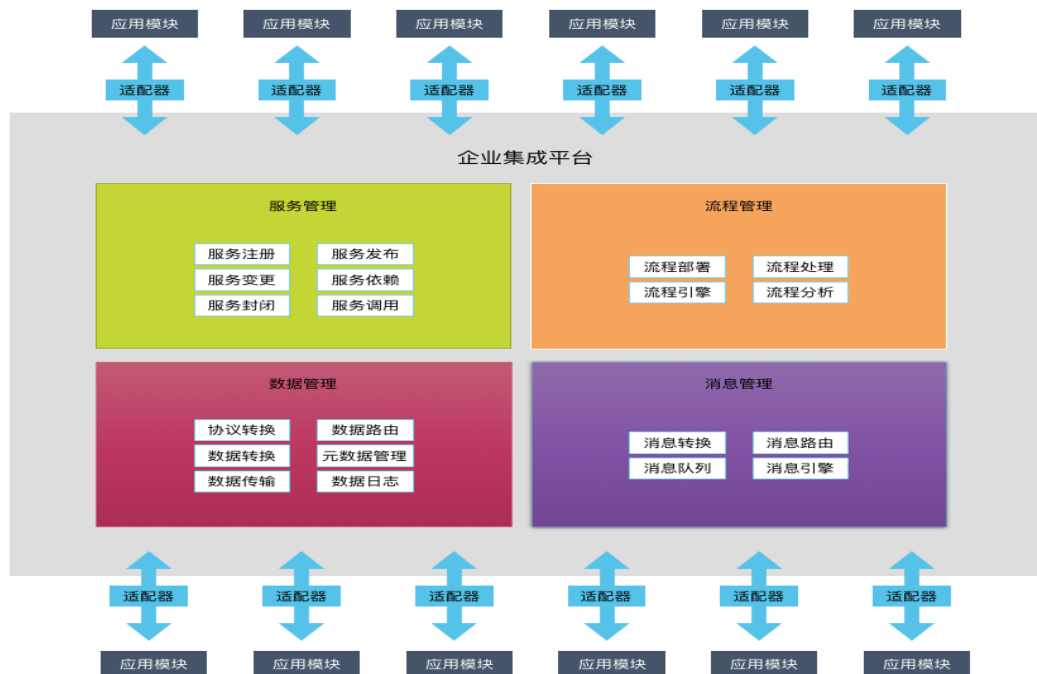 应用模块 应用模块 应用模块 应用模块 应用模块 应用模块
适配器 适配器 适配器 适配器 适配器 适配器
企业集成平台
服务管理
服务注册 服务发布
服务变更 服务依赖
服务封闭 服务调用
流程管理
流程部署 流程处理
流程引擎 流程分析
数据管理
协议转换 数据路由
数据转换 元数据管理
数据传输 数据日志
消息管理
消息转换 消息路由
消息队列 消息引擎
适配器 适配器 适配器 适配器 适配器 适配器
应用模块 应用模块 应用模块 应用模块 应用模块 应用模块